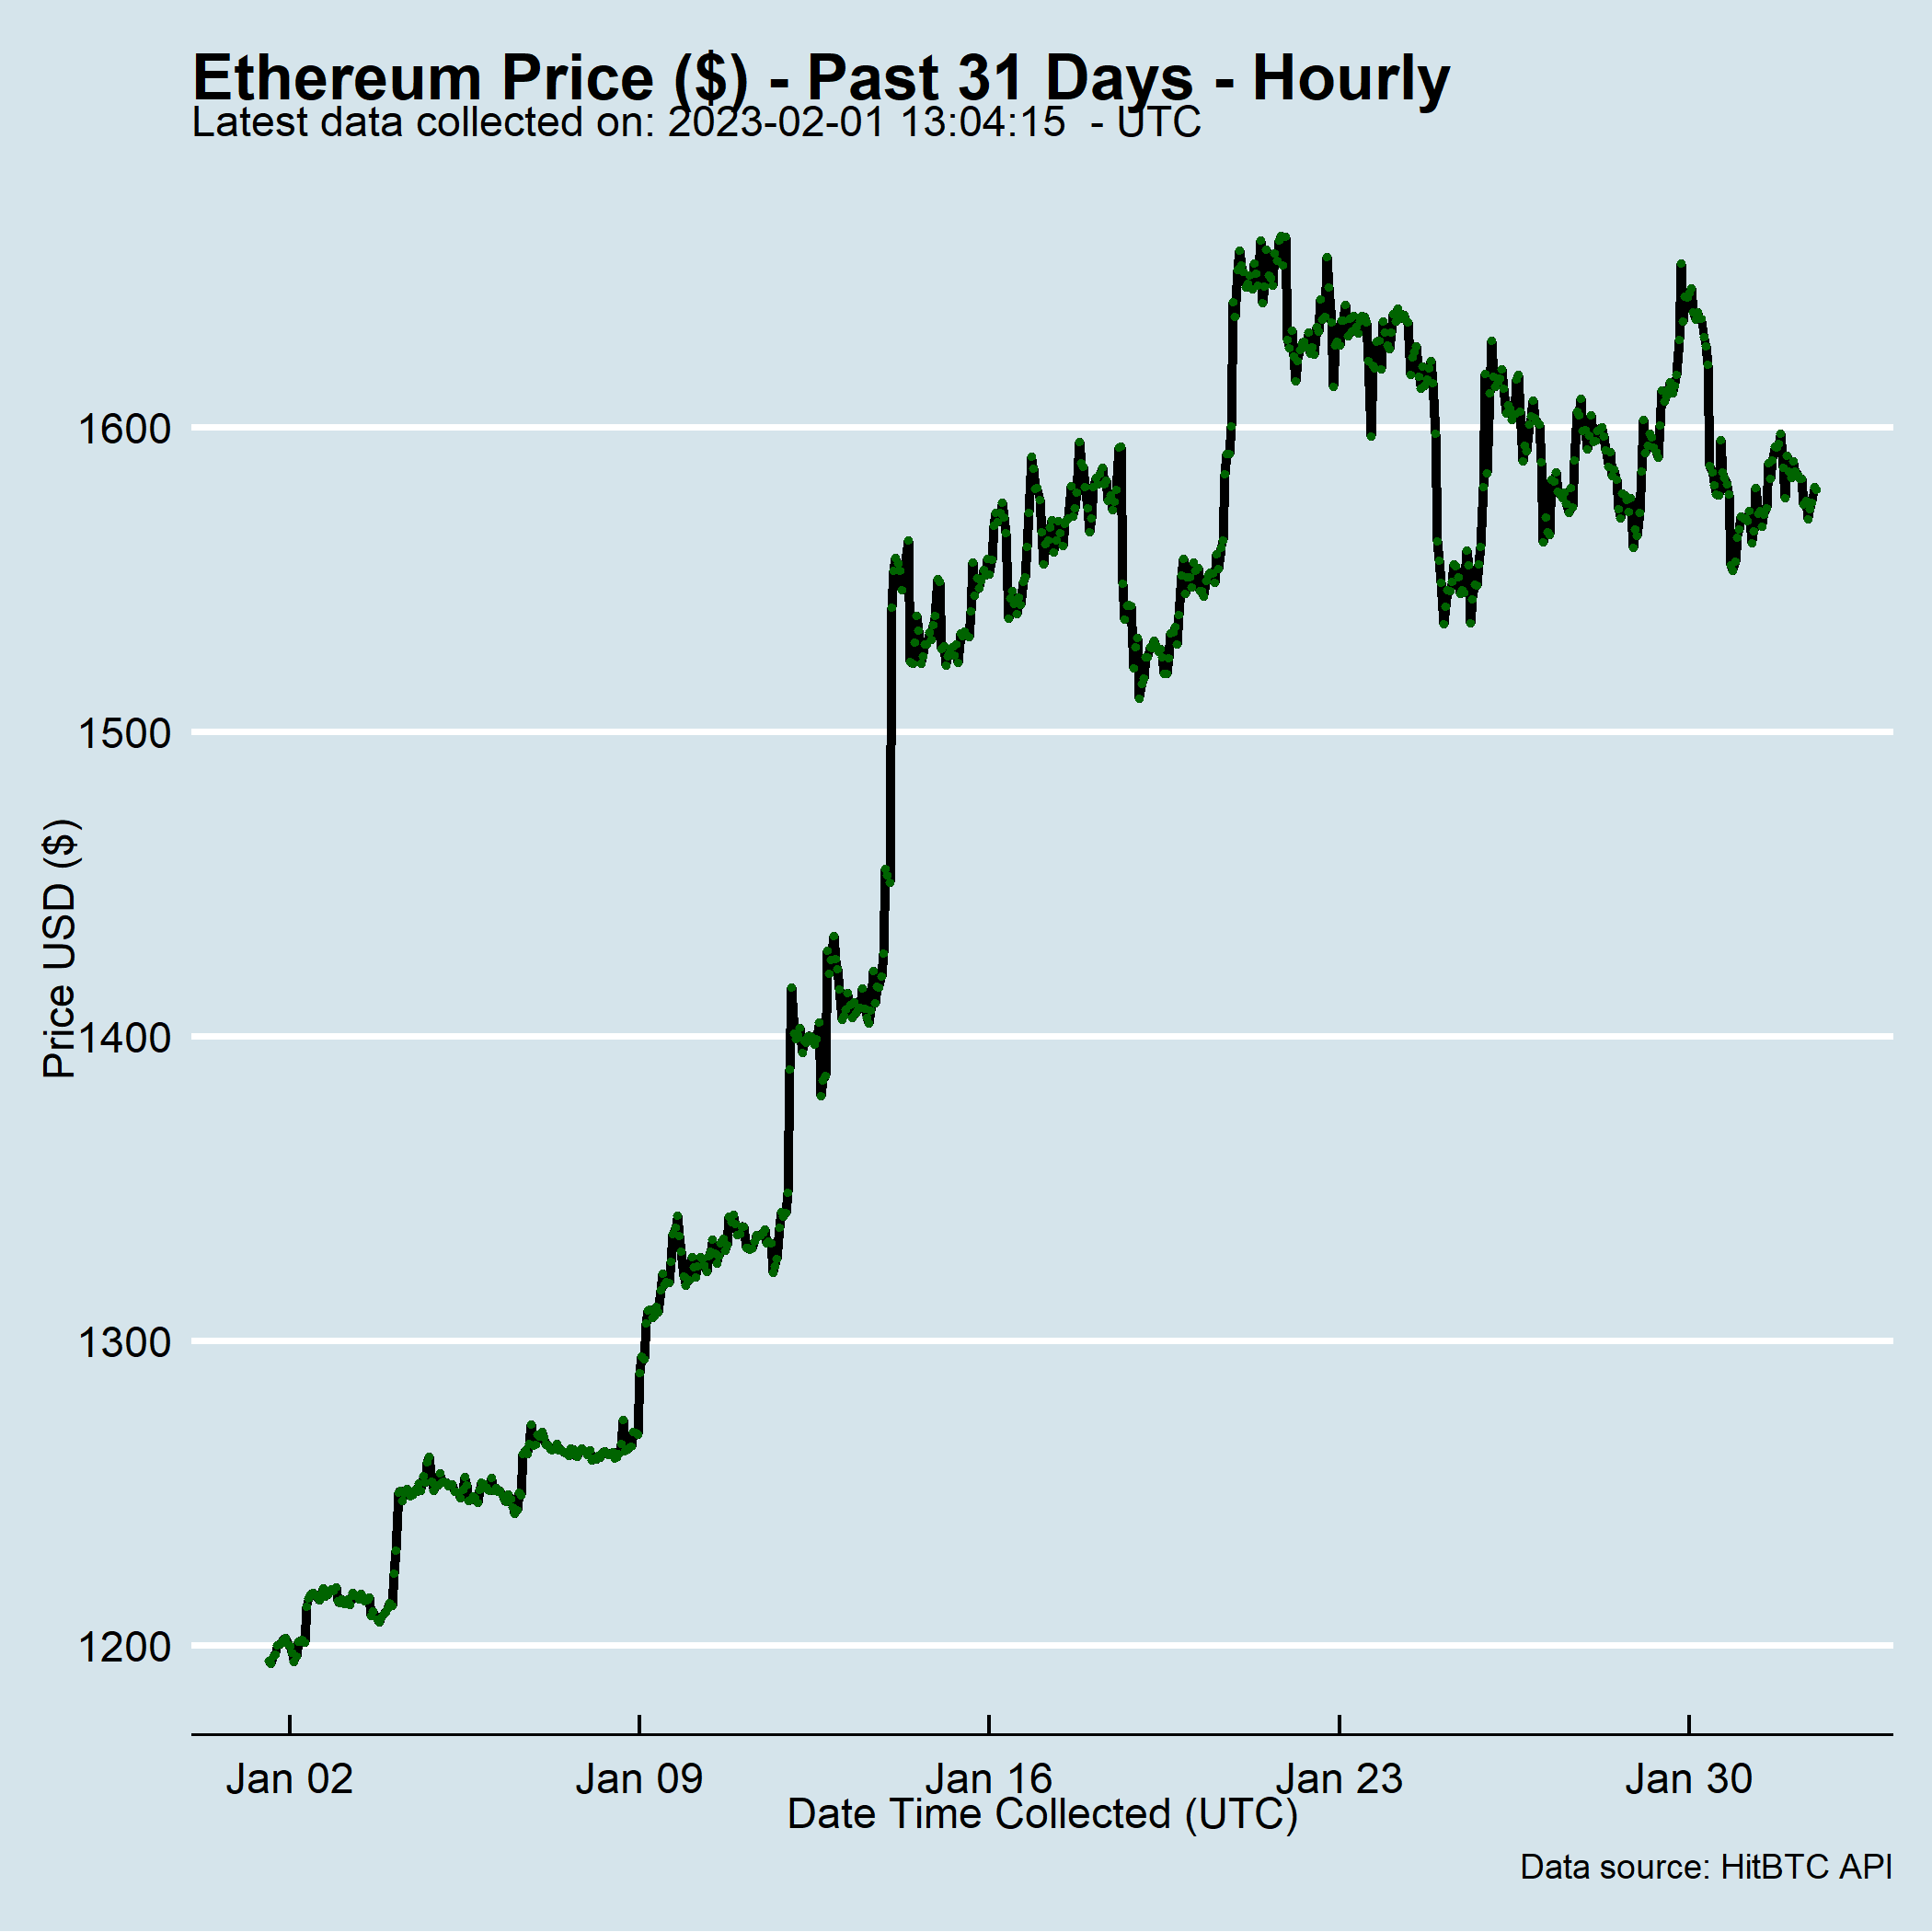 Ethereum Price ($) - Past 31 Days - Hourly
Latest data collected on: 2023-02-01 13:04:15  - UTC
1600
1500
1400
1300
1200
Price USD ($)
Jan 02
Jan 09
Jan 16
Jan 23
Jan 30
Date Time Collected (UTC)
Data source: HitBTC API